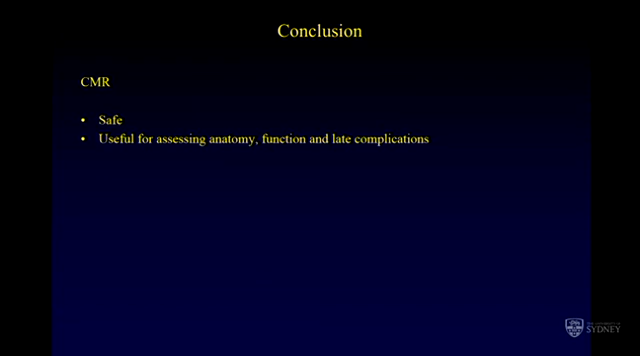 Conclusion
CMR
• Safe
• Useful for assessing anatomy, function and late complications
THE UNIVERSITY OF
SYDNEY